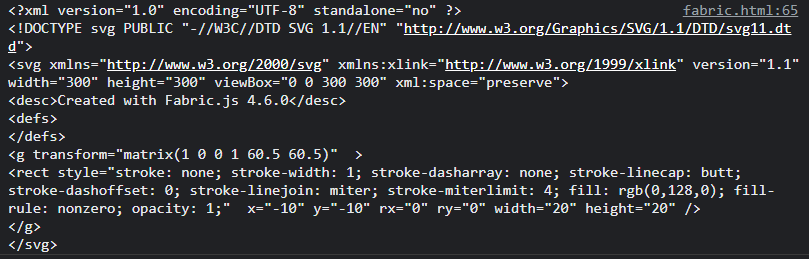 <?xml version="1.0" encoding="UTF-8" standalone="no" ?> fabric.html:65
<!DOCTYPE svg PUBLIC "-//W3C//DTD SVG 1.1//EN" "http://www.w3.org/Graphics/SVG/1.1/DTD/svg11.dt
d">
<svg xmlns="http://www.w3.org/2000/svg" xmlns:xlink="http://www.w3.org/1999/xlink" version="1.1"
width="300" height="300" viewBox="0 0 300 300" xml:space="preserve">
<desc>Created with Fabric.js 4.6.0</desc>
<defs>
</defs>
<g transform="matrix(1 0 0 1 60.5 60.5)"  >
<rect style="stroke: none; stroke-width: 1; stroke-dasharray: none; stroke-linecap: butt;
stroke-dashoffset: 0; stroke-linejoin: miter; stroke-miterlimit: 4; fill: rgb(0,128,0); fill-
rule: nonzero; opacity: 1;"  x="-10" y="-10" rx="0" ry="0" width="20" height="20" />
</g>
</svg>